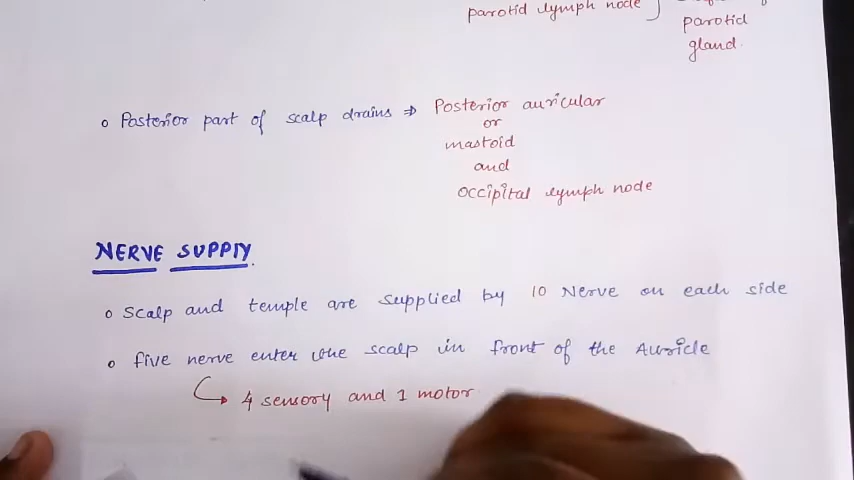 parotid lymph node
parotid
gland.
o Posterior part of scalp drains ⇒ Posterior auricular
or
mastoid
and
occipital lymph node
NERVE SUPPLY.
o Scalp and temple are supplied by 10 Nerve on each side
o five nerve enter the scalp in front of the Auricle
4 sensory and 1 motor